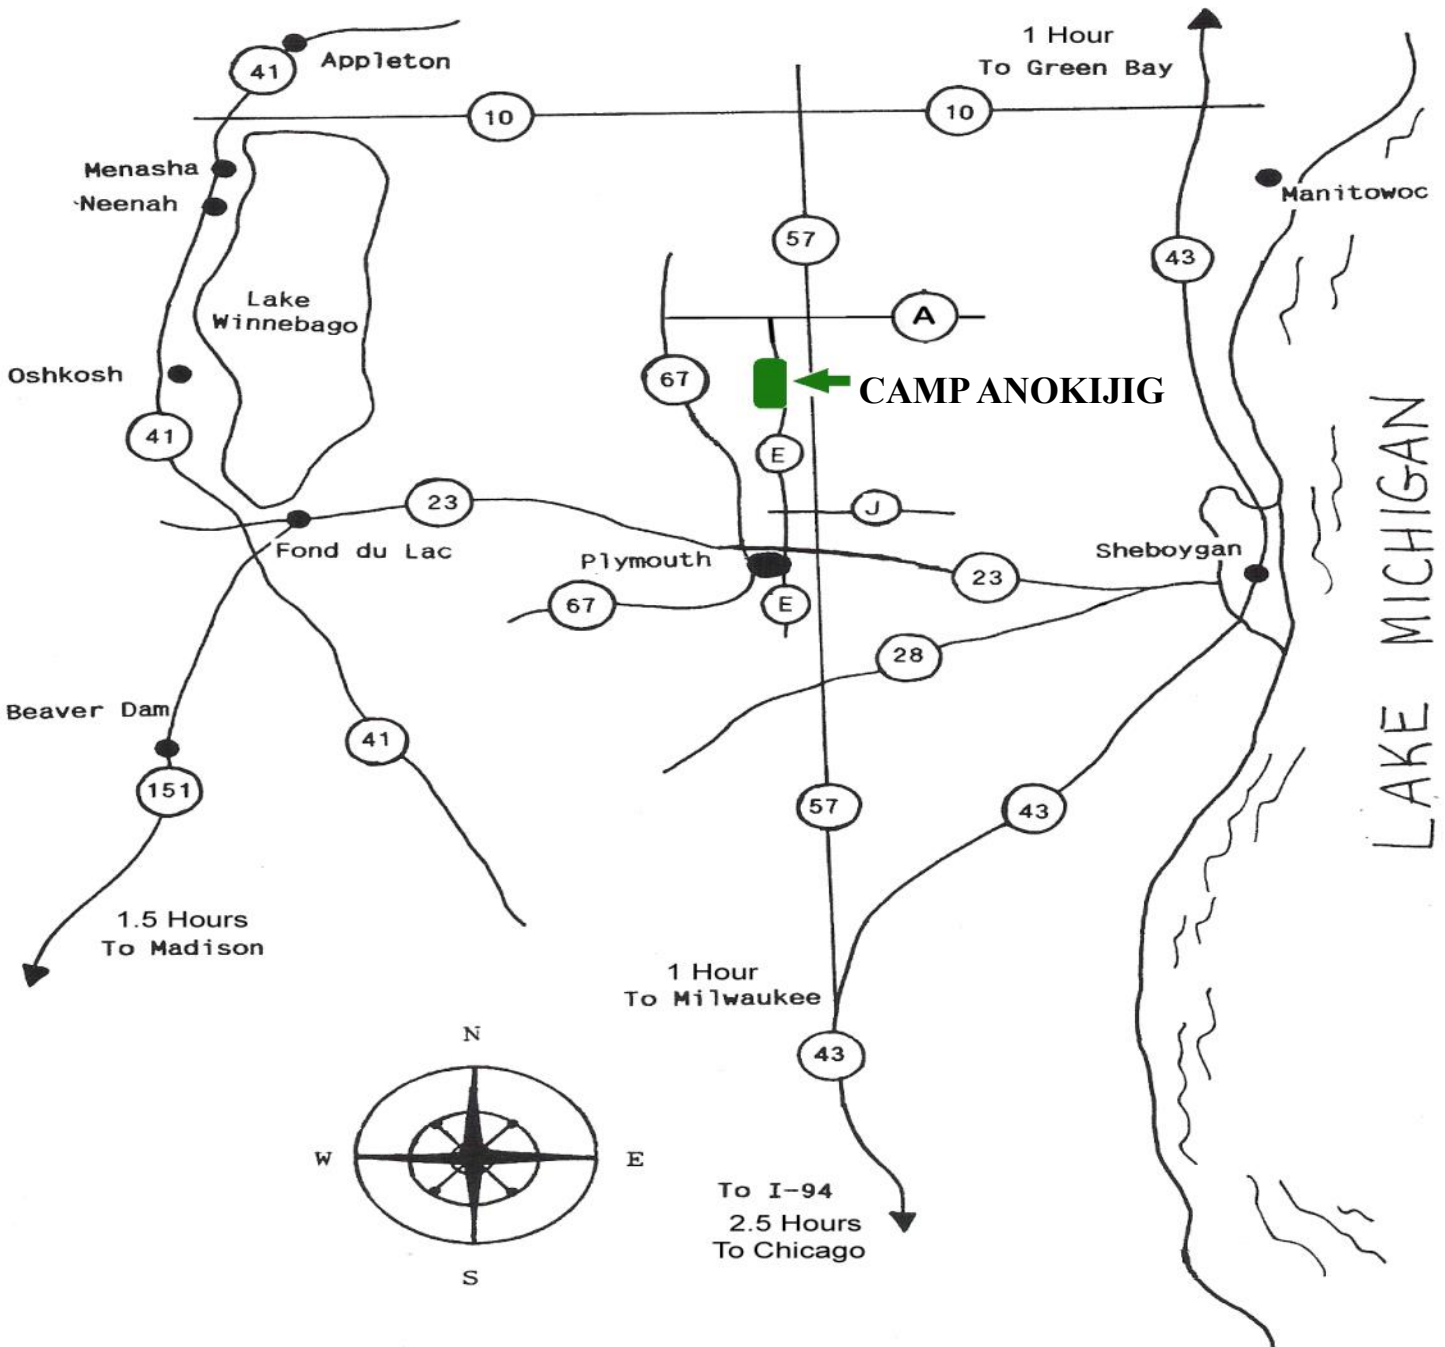 1 Hour
To Green Bay
Appleton
41
10
10
Menasha
Neenah
Manitowoc
57
43
Lake
Winnebago
A
Oshkosh
67
CAMP ANOKIJIG
41
E
23
J
Fond du Lac
Plymouth
Sheboygan
23
67
E
28
LAKE MICHIGAN
Beaver Dam
41
151
57
43
1.5 Hours
To Madison
1 Hour
To Milwaukee
43
N
W
E
S
To I-94
2.5 Hours
To Chicago